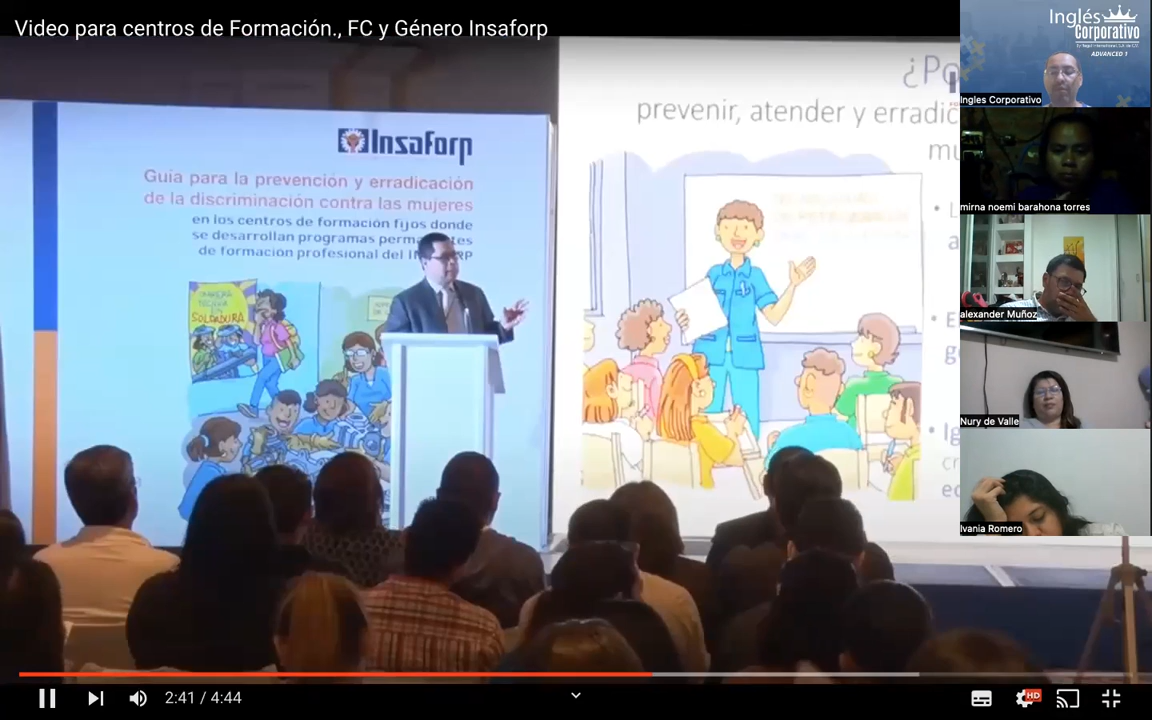 Video para centros de Formación., FC y Género Insaforp
Insaforp
Guía para la prevención y erradicación
de la discriminación contra las mujeres
en los centros de formación fijos donde
se desarrollan programas
de formación profesional del
SOLDADURA
¿Po
prevenir, atender y erradic
mu
Inglés
Corporativo
ADVANCED 1
Ingles Corporativo
mirna noemi barahona torres
alexander Muñoz
Nury de Valle
Ivania Romero
2:41 / 4:44
HD